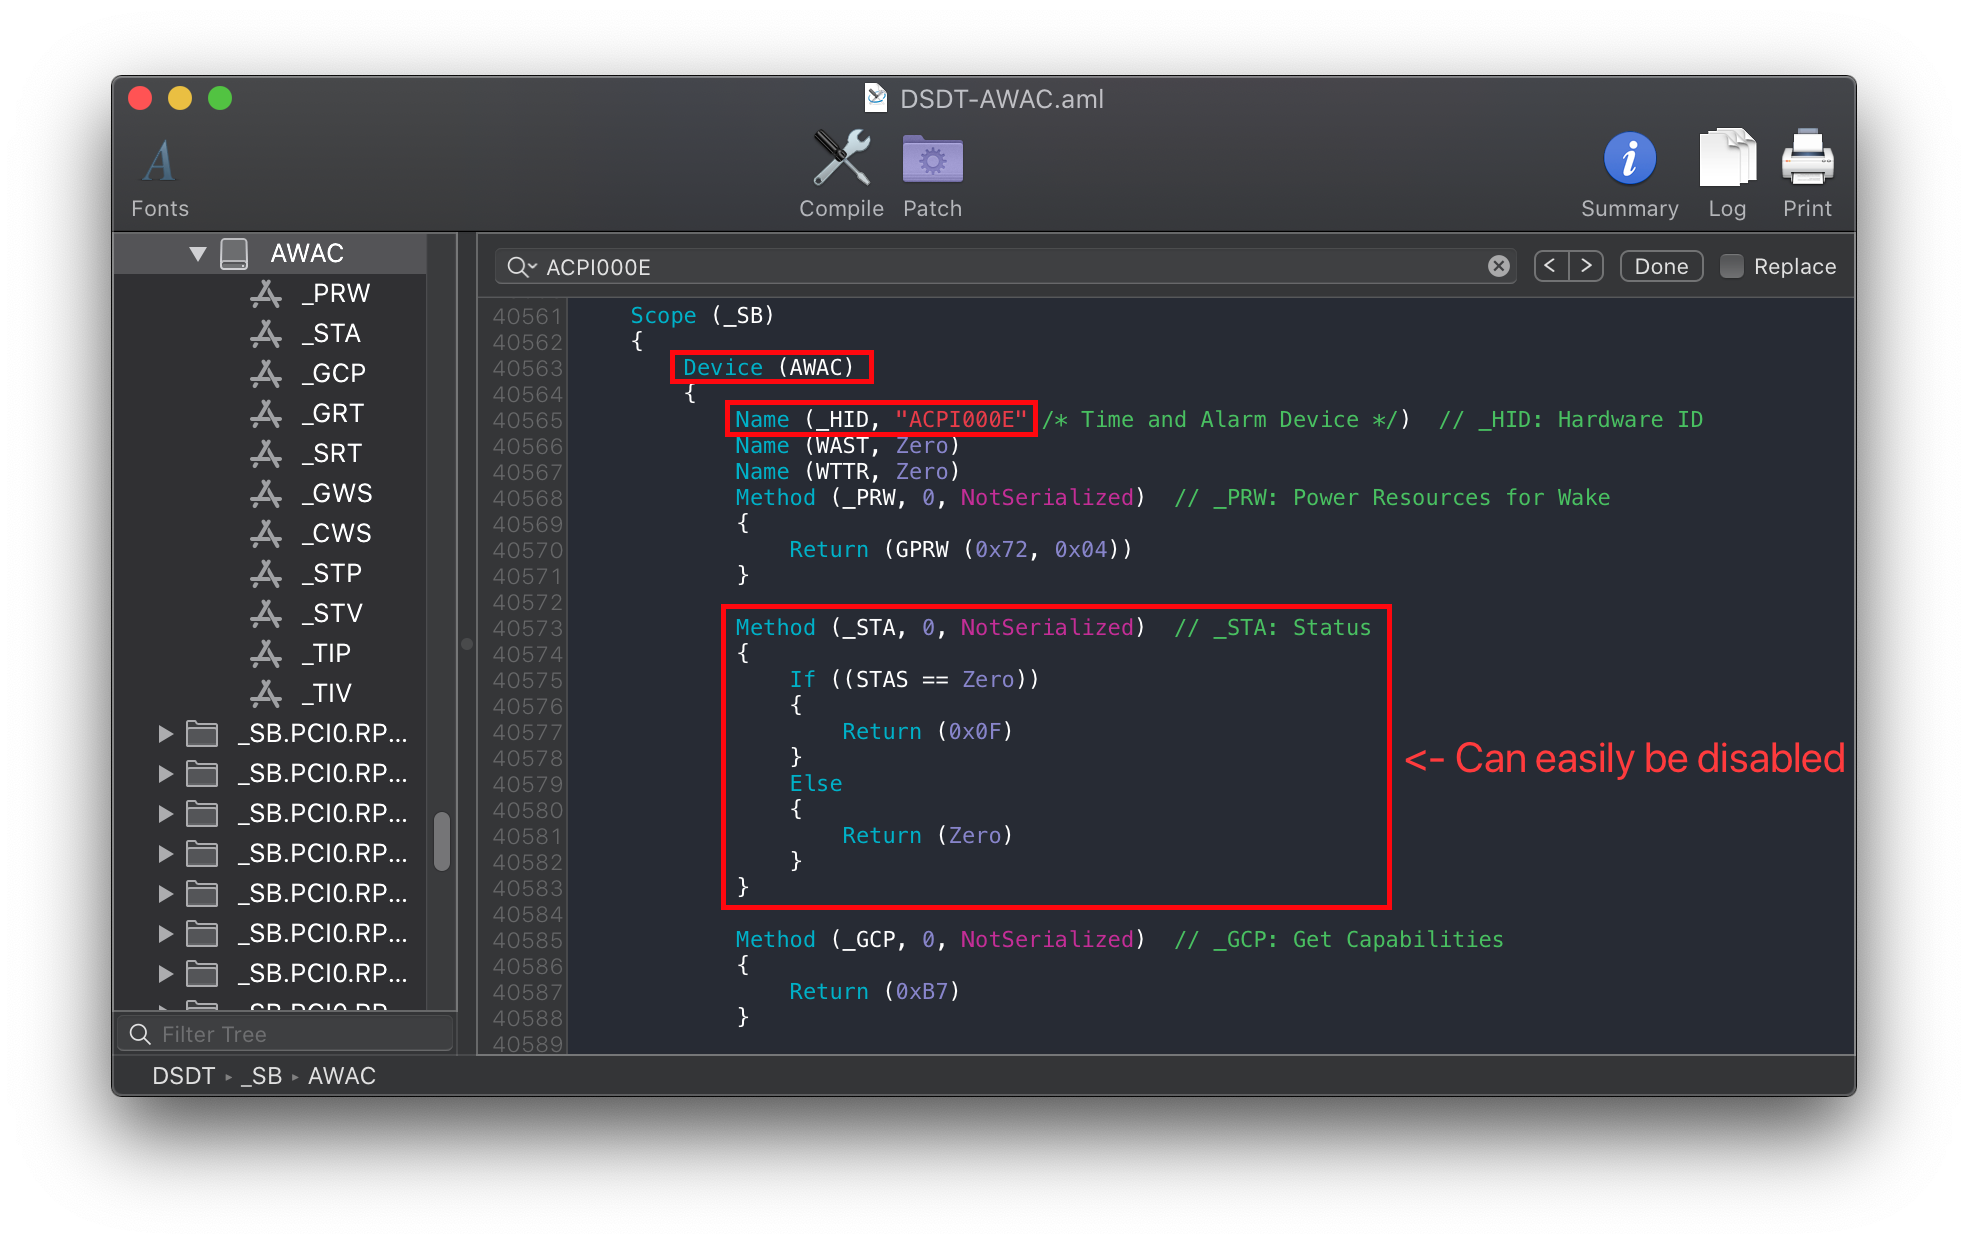 DSDT-AWAC.aml
A
Fonts
Compile
Patch
Summary
Log
Print
AWAC
_PRW
_STA
_GCP
_GRT
_SRT
_GWS
_CWS
_STP
_STV
_TIP
_TIV
_SB.PCI0.RP...
_SB.PCI0.RP...
_SB.PCI0.RP...
_SB.PCI0.RP...
_SB.PCI0.RP...
_SB.PCI0.RP...
_SB.PCI0.RP...
Filter Tree
ACPI000E
< >
Done
Replace
40561 Scope (_SB)
40562 {
40563 Device (AWAC)
40564 {
40565 Name (_HID, "ACPI000E" /* Time and Alarm Device */) // _HID: Hardware ID
40566 Name (WAST, Zero)
40567 Name (WTTR, Zero)
40568 Method (_PRW, 0, NotSerialized) // _PRW: Power Resources for Wake
40569 {
40570 Return (GPRW (0x72, 0x04))
40571 }
40572
40573 Method (_STA, 0, NotSerialized) // _STA: Status
40574 {
40575 If ((STAS == Zero))
40576 {
40577 Return (0x0F)
40578 }
40579 Else
40580 {
40581 Return (Zero)
40582 }
40583 }
40584
40585 Method (_GCP, 0, NotSerialized) // _GCP: Get Capabilities
40586 {
40587 Return (0xB7)
40588 }
40589
<- Can easily be disabled
DSDT ▸ _SB ▸ AWAC